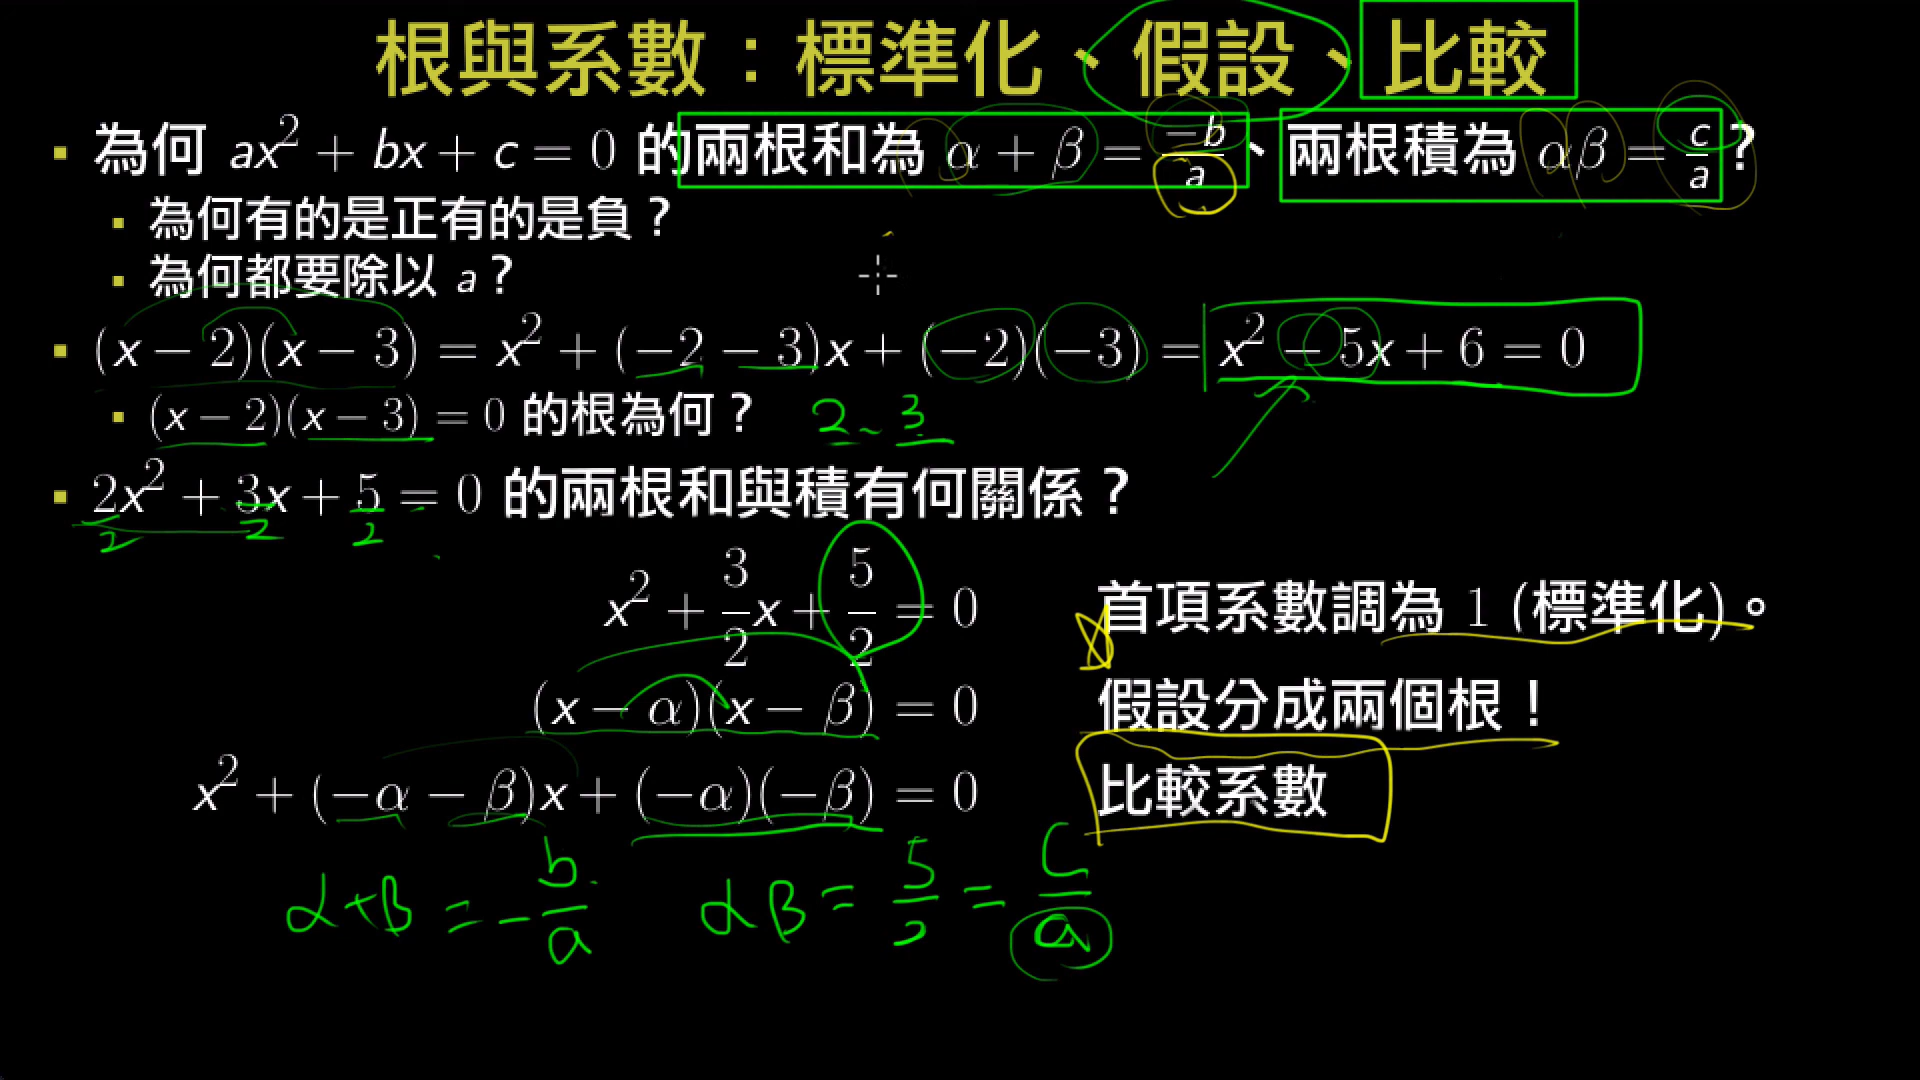 根與系數：標準化、假設、比較
為何 ax² + bx + c = 0 的兩根和為 α + β = −b/a、兩根積為 αβ = c/a？
為何有的是正有的是負？
為何都要除以 a？
(x − 2)(x − 3) = x² + (−2 − 3)x + (−2)(−3) = x² − 5x + 6 = 0
(x − 2)(x − 3) = 0 的根為何？ 2、3
2x² + 3x + 5 = 0 的兩根和與積有何關係？
2 2 2
x² + 3/2 x + 5/2 = 0 首項系數調為 1 (標準化)。
(x − α)(x − β) = 0 假設分成兩個根！
x² + (−α − β)x + (−α)(−β) = 0 比較系數
α+β = −b/a αβ = 5/2 = c/a